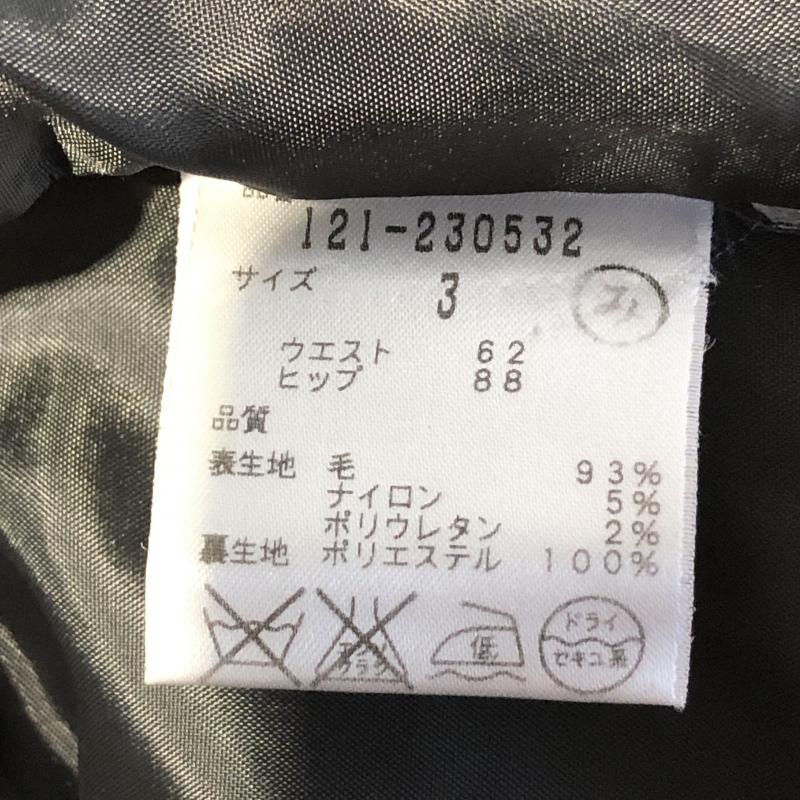 121-230532
サイズ 3
ウエスト 62
ヒップ 88
品質
表生地 毛 93%
ナイロン 5%
ポリウレタン 2%
裏生地 ポリエステル 100%
低
ドライ
セキユ系